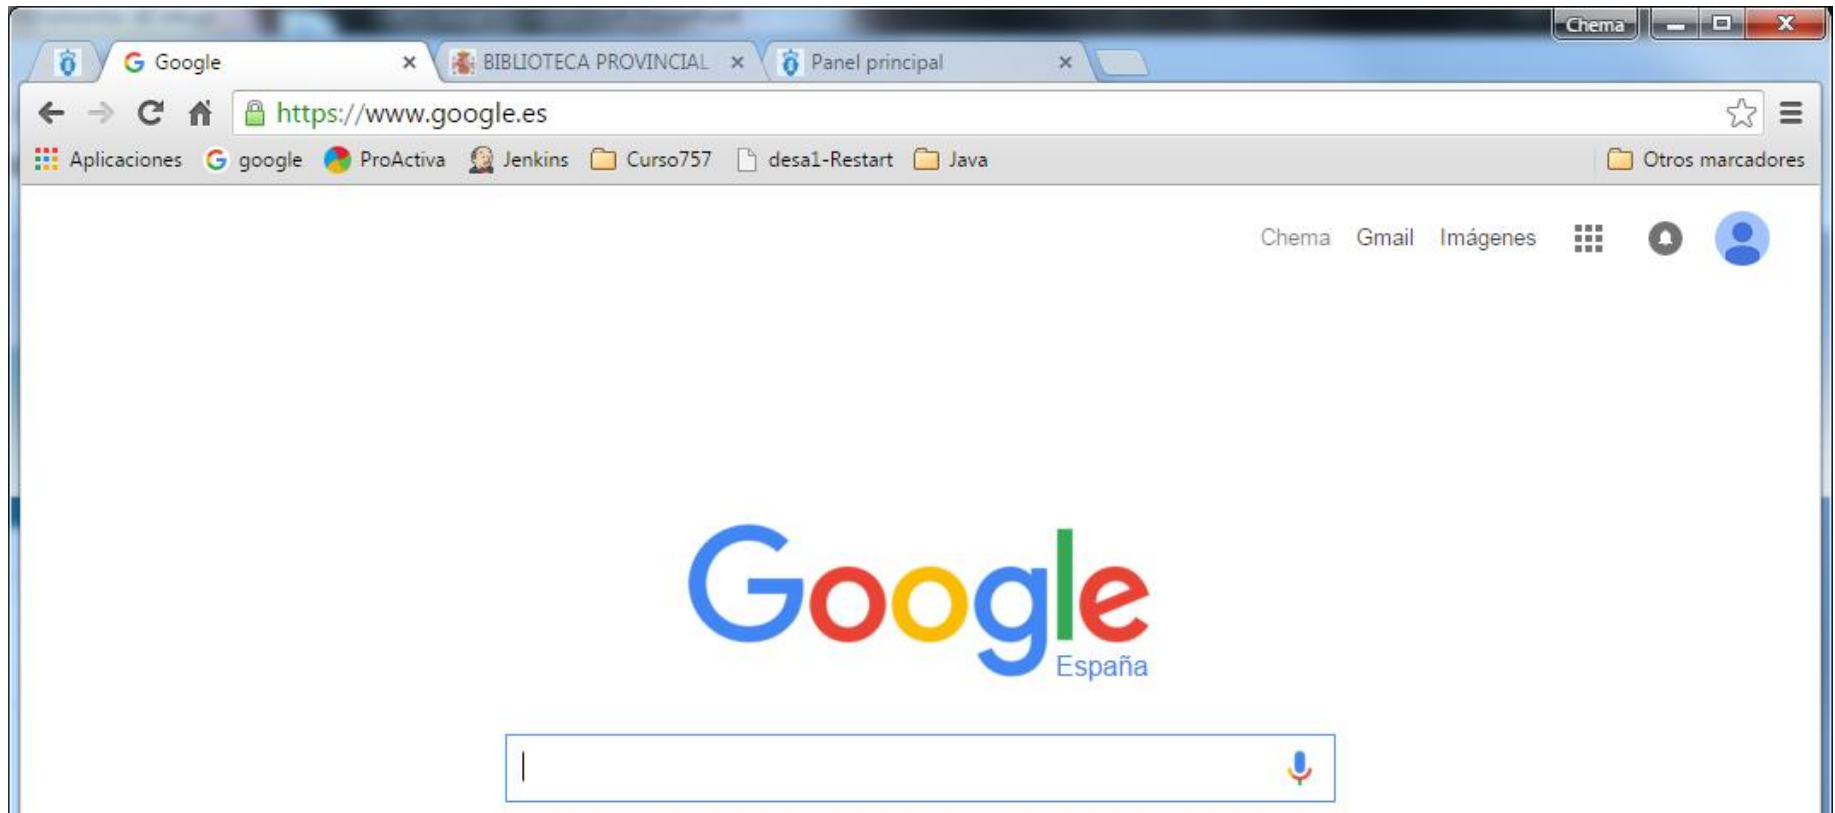 Chema
Google BIBLIOTECA PROVINCIAL Panel principal
https://www.google.es
Aplicaciones google ProActiva Jenkins Curso757 desa1-Restart Java Otros marcadores
Chema Gmail Imágenes
Google
España